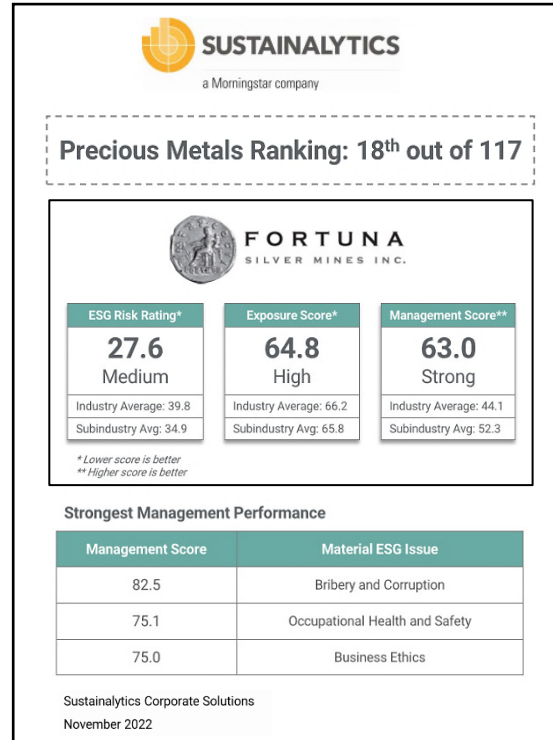 SUSTAINALYTICS
a Morningstar company
Precious Metals Ranking: 18th out of 117
FORTUNA
SILVER MINES INC.
ESG Risk Rating*
27.6
Medium
Industry Average: 39.8
Subindustry Avg: 34.9
Exposure Score*
64.8
High
Industry Average: 66.2
Subindustry Avg: 65.8
Management Score**
63.0
Strong
Industry Average: 44.1
Subindustry Avg: 52.3
* Lower score is better
** Higher score is better
Strongest Management Performance
Management Score Material ESG Issue
82.5 Bribery and Corruption
75.1 Occupational Health and Safety
75.0 Business Ethics
Sustainalytics Corporate Solutions
November 2022